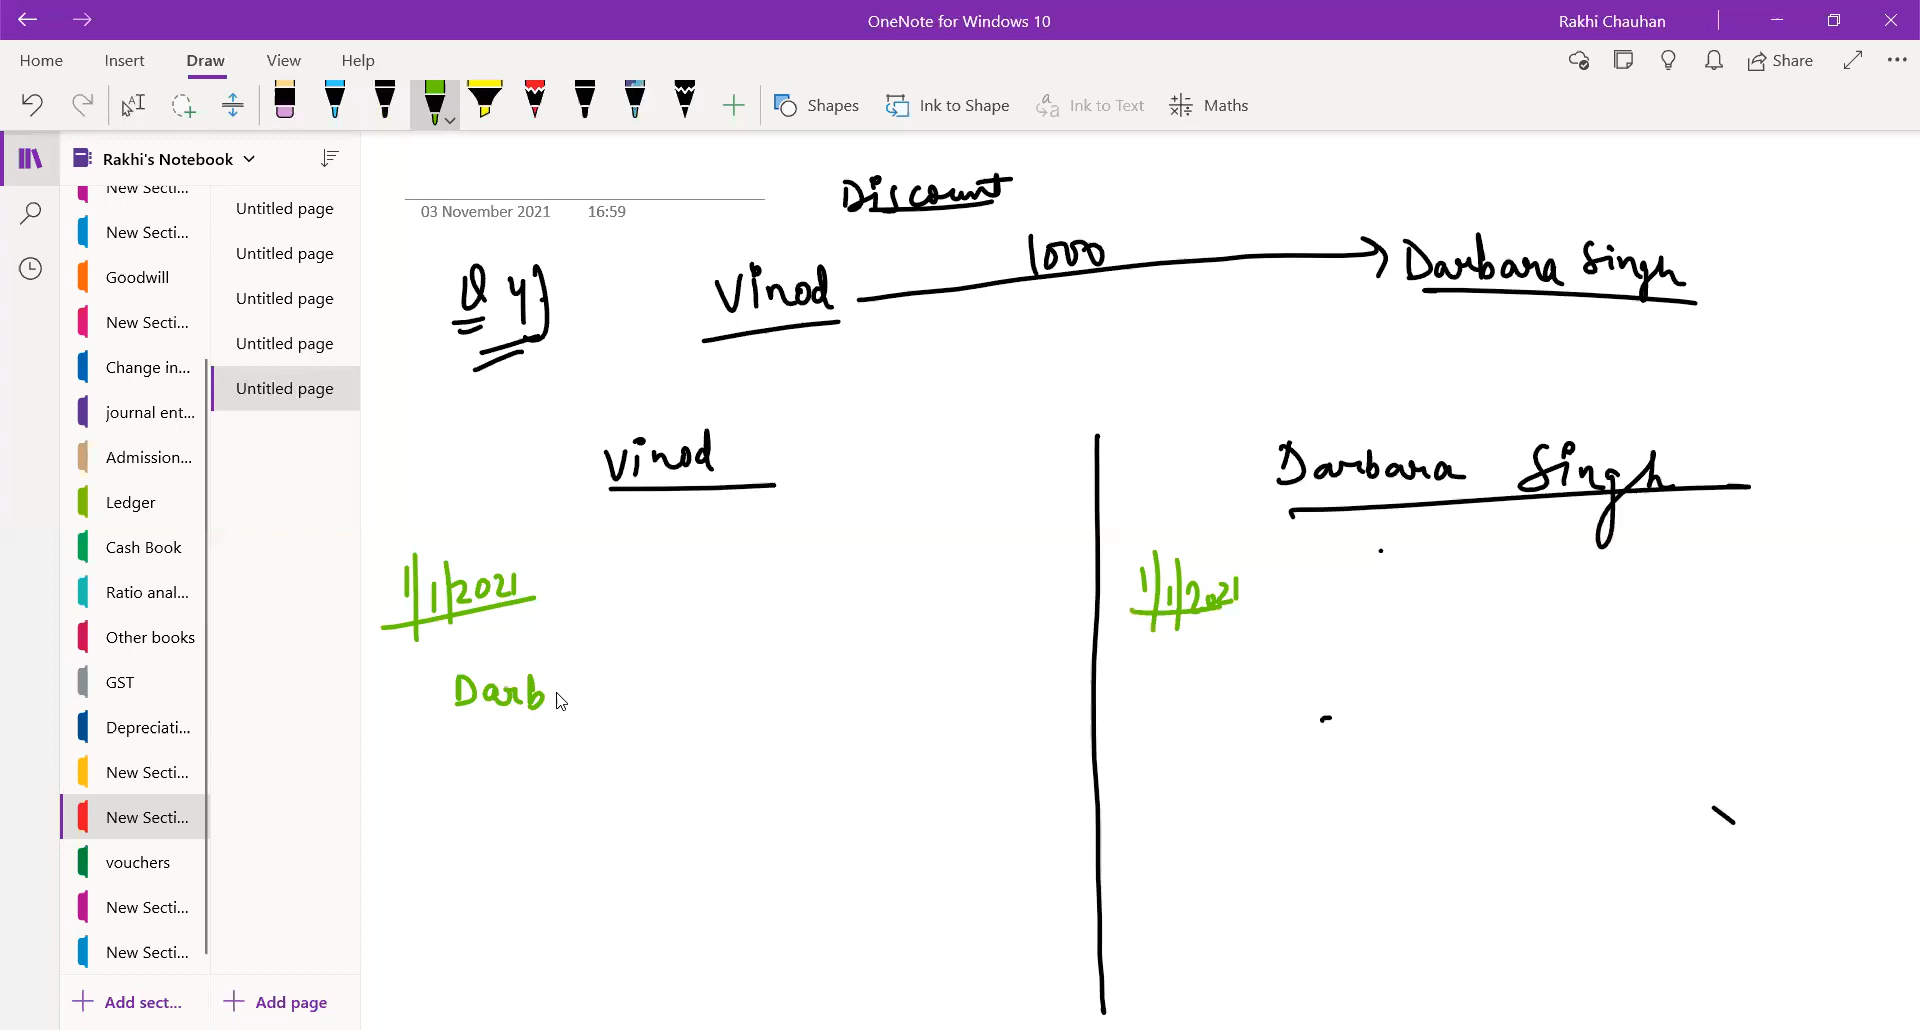 OneNote for Windows 10
Rakhi Chauhan
Home Insert Draw View Help
Share
Shapes
Ink to Shape
Ink to Text
Maths
Rakhi's Notebook
New Secti...
New Secti...
Goodwill
New Secti...
Change in...
journal ent...
Admission...
Ledger
Cash Book
Ratio anal...
Other books
GST
Depreciati...
New Secti...
New Secti...
vouchers
New Secti...
New Secti...
Add sect...
Untitled page
Untitled page
Untitled page
Untitled page
Untitled page
Add page
03 November 2021 16:59
Discount
Q 4)
Vinod
1000
Darbara Singh
Vinod
Darbara Singh
1/1/2021
1/1/2021
Darb